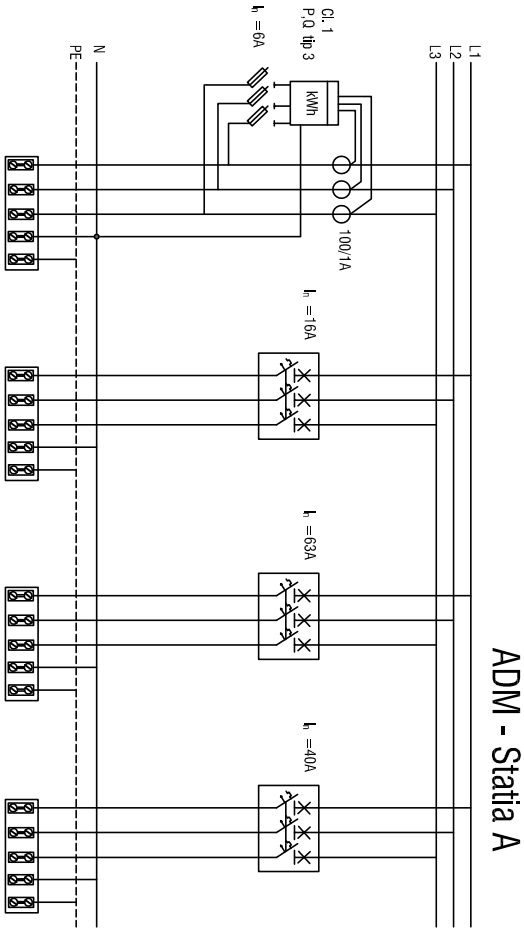 ADM - Statia A
L1
L2
L3
Cl. 1
P,Q tip 3
kWh
100/1A
In =6A
In =16A
In =63A
In =40A
N
PE